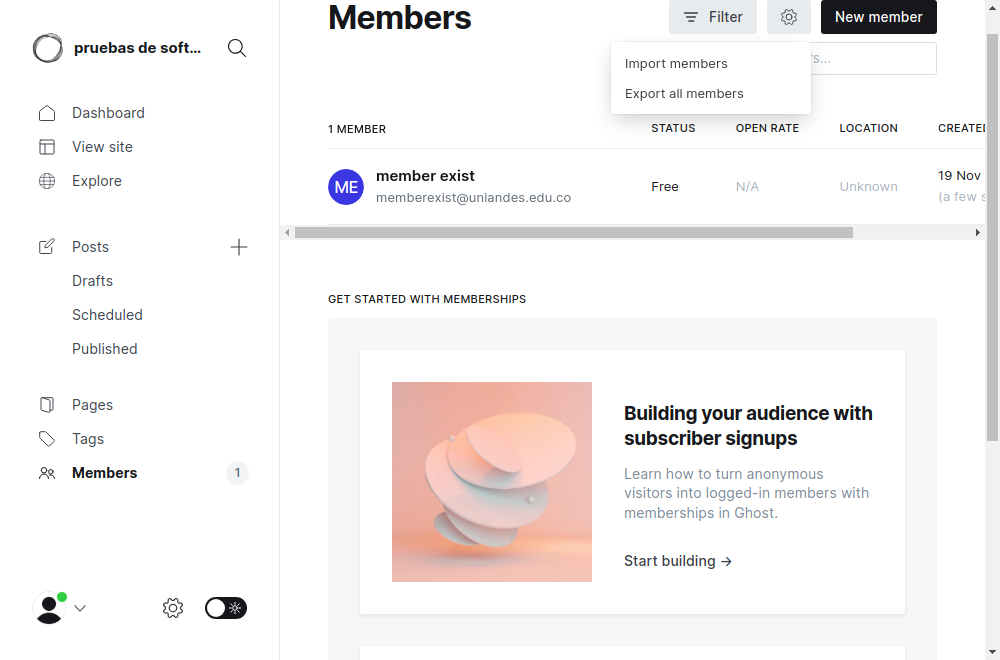 pruebas de soft...
Dashboard
View site
Explore
Posts
Drafts
Scheduled
Published
Pages
Tags
Members
1
Members
Filter
New member
Import members
Export all members
1 MEMBER
STATUS
OPEN RATE
LOCATION
ME
member exist
memberexist@uniandes.edu.co
Free
N/A
Unknown
19 Nov
(a few
GET STARTED WITH MEMBERSHIPS
Building your audience with
subscriber signups
Learn how to turn anonymous
visitors into logged-in members with
memberships in Ghost.
Start building →